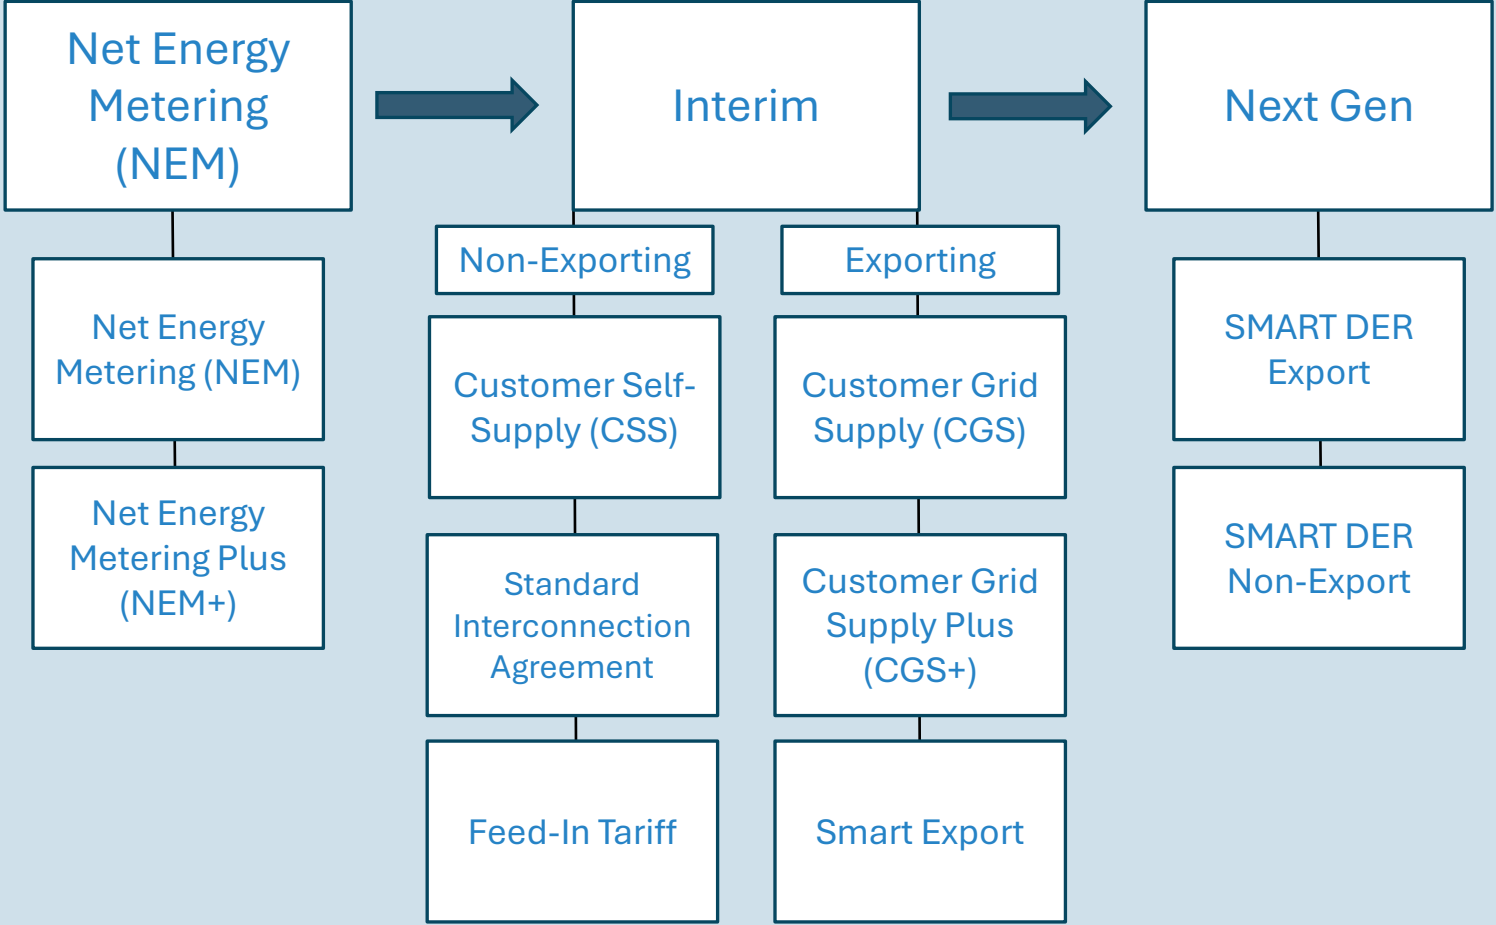 Net Energy
Metering
(NEM)
Interim
Next Gen
Net Energy
Metering (NEM)
Net Energy
Metering Plus
(NEM+)
Non-Exporting
Customer Self-
Supply (CSS)
Standard
Interconnection
Agreement
Feed-In Tariff
Exporting
Customer Grid
Supply (CGS)
Customer Grid
Supply Plus
(CGS+)
Smart Export
SMART DER
Export
SMART DER
Non-Export